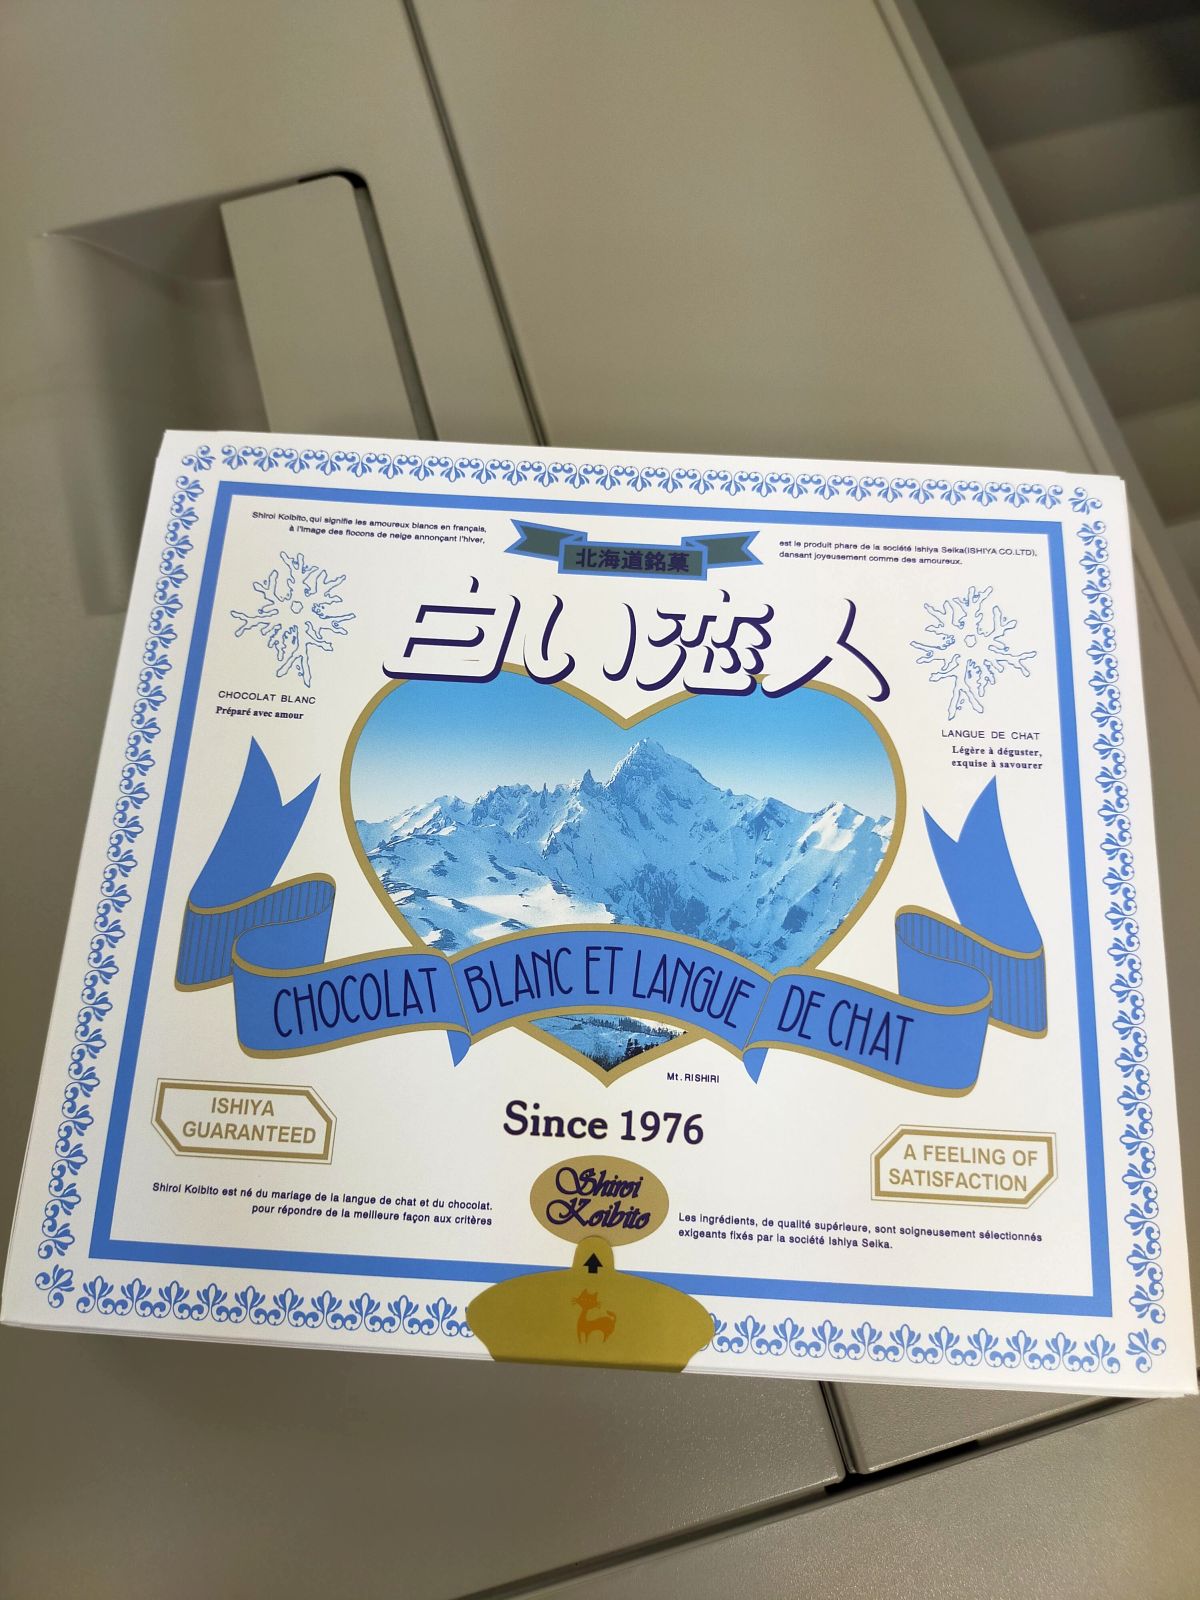 Shiroi Koibito, qui signifie les amoureux blancs en français,
à l'image des flocons de neige annonçant l'hiver,
北海道銘菓
est le produit phare de la société Ishiya Seika(ISHIYA CO.LTD),
dansant joyeusement comme des amoureux.
白い恋人
CHOCOLAT BLANC
Préparé avec amour
LANGUE DE CHAT
Légère à déguster,
exquise à savourer
CHOCOLAT BLANC ET LANGUE DE CHAT
Mt. RISHIRI
ISHIYA
GUARANTEED
Since 1976
A FEELING OF
SATISFACTION
Shiroi
Koibito
Shiroi Koibito est né du mariage de la langue de chat et du chocolat.
pour répondre de la meilleure façon aux critères
Les ingrédients, de qualité supérieure, sont soigneusement sélectionnés
exigeants fixés par la société Ishiya Seika.